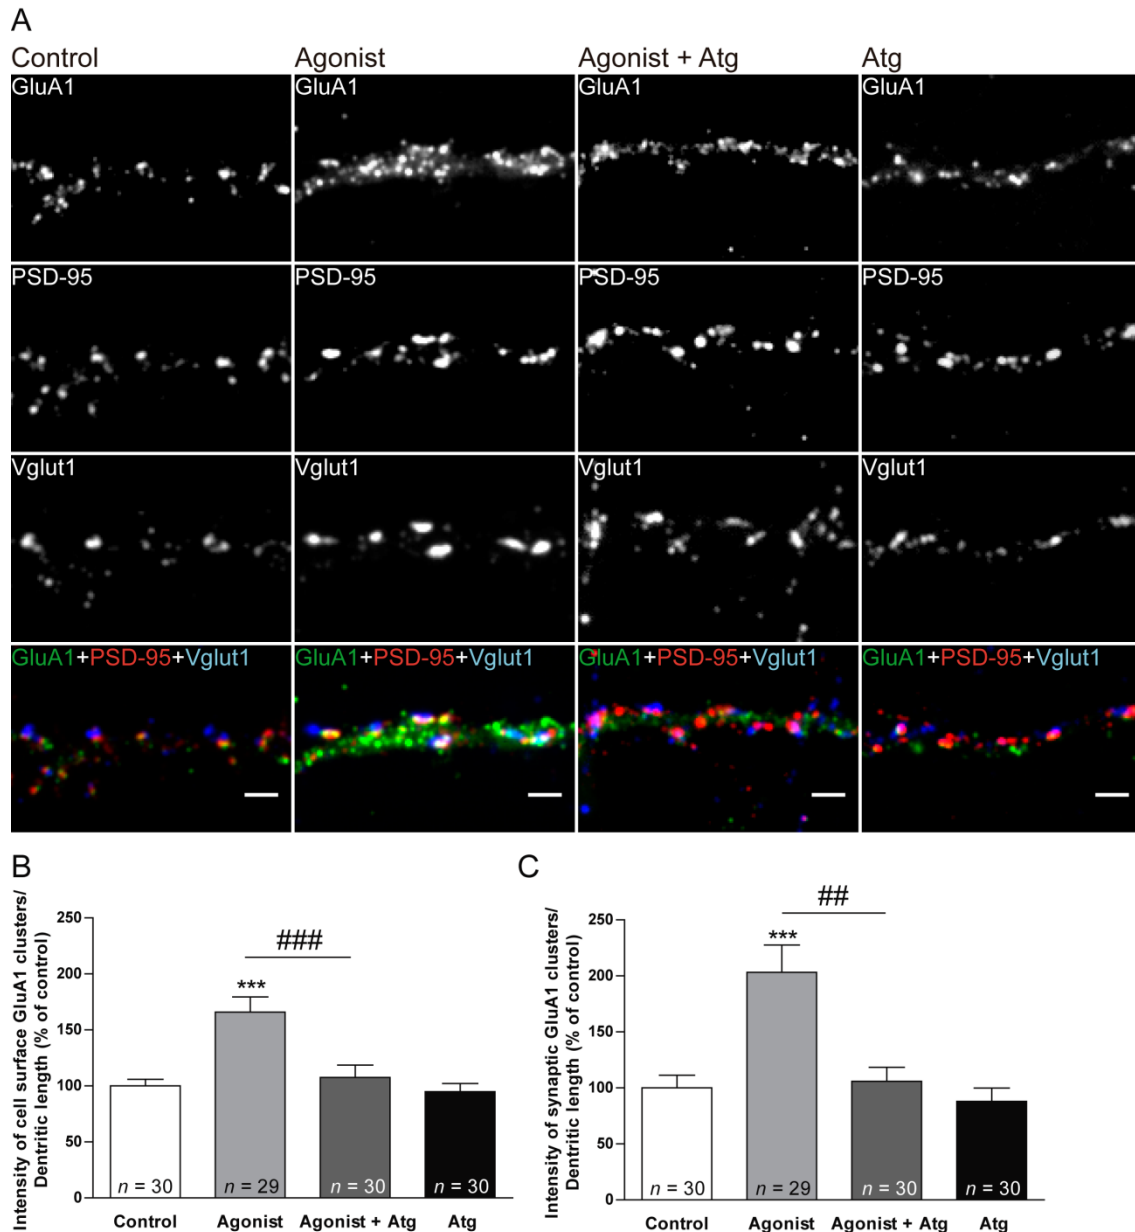 A
Control Agonist Agonist + Atg Atg
GluA1 GluA1 GluA1 GluA1
PSD-95 PSD-95 PSD-95 PSD-95
Vglut1 Vglut1 Vglut1 Vglut1
GluA1+PSD-95+Vglut1 GluA1+PSD-95+Vglut1 GluA1+PSD-95+Vglut1 GluA1+PSD-95+Vglut1
B
Intensity of cell surface GluA1 clusters/
Dentritic length (% of control)
250
200
150
100
50
0
###
***
n = 30 n = 29 n = 30 n = 30
Control Agonist Agonist + Atg Atg
C
Intensity of synaptic GluA1 clusters/
Dentritic length (% of control)
250
200
150
100
50
0
##
***
n = 30 n = 29 n = 30 n = 30
Control Agonist Agonist + Atg Atg